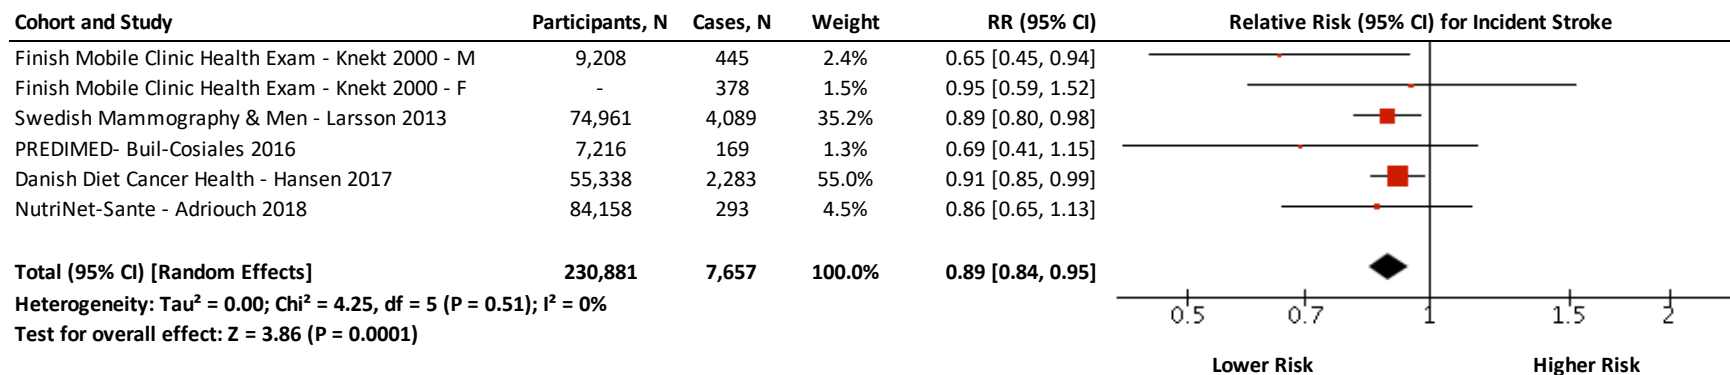 Cohort and Study Participants, N Cases, N Weight RR (95% CI) Relative Risk (95% CI) for Incident Stroke
Finish Mobile Clinic Health Exam - Knekt 2000 - M 9,208 445 2.4% 0.65 [0.45, 0.94]
Finish Mobile Clinic Health Exam - Knekt 2000 - F - 378 1.5% 0.95 [0.59, 1.52]
Swedish Mammography & Men - Larsson 2013 74,961 4,089 35.2% 0.89 [0.80, 0.98]
PREDIMED- Buil-Cosiales 2016 7,216 169 1.3% 0.69 [0.41, 1.15]
Danish Diet Cancer Health - Hansen 2017 55,338 2,283 55.0% 0.91 [0.85, 0.99]
NutriNet-Sante - Adriouch 2018 84,158 293 4.5% 0.86 [0.65, 1.13]
Total (95% CI) [Random Effects] 230,881 7,657 100.0% 0.89 [0.84, 0.95]
Heterogeneity: Tau² = 0.00; Chi² = 4.25, df = 5 (P = 0.51); I² = 0%
0.5 0.7 1 1.5 2
Test for overall effect: Z = 3.86 (P = 0.0001)
Lower Risk Higher Risk